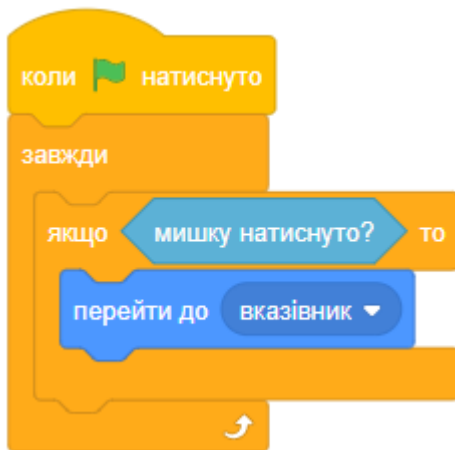 коли натиснуто
завжди
якщо мишку натиснуто? то
перейти до вказівник